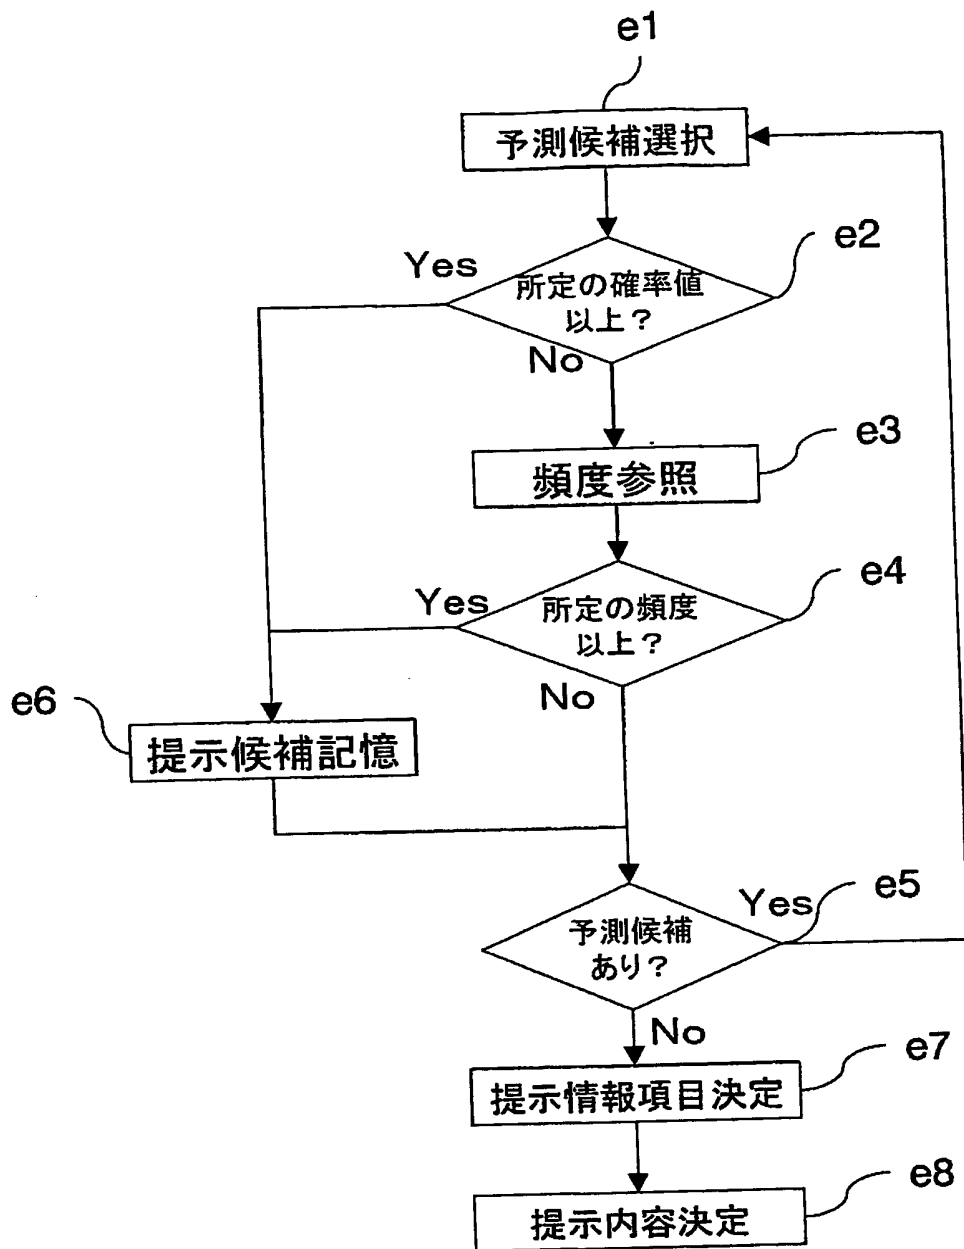 e1
予測候補選択
e2
Yes
所定の確率値
以上？
No
e3
頻度参照
e4
Yes
所定の頻度
以上？
No
e6
提示候補記憶
e5
Yes
予測候補
あり？
No
e7
提示情報項目決定
e8
提示内容決定